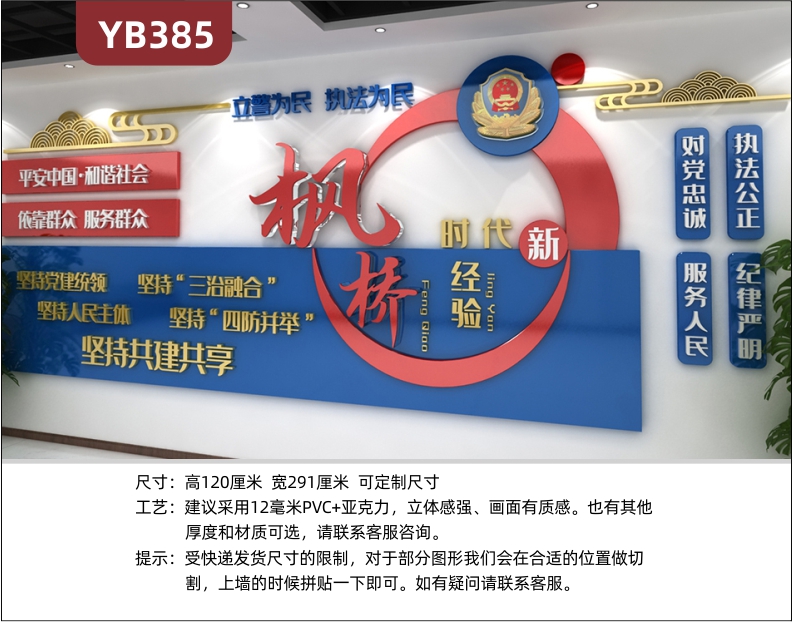 YB385
立警为民 执法为民
平安中国·和谐社会
依靠群众 服务群众
枫桥
时代新
经验
Feng Qiao
Jing Yan
坚持党建统领 坚持“三治融合”
坚持人民主体 坚持“四防并举”
坚持共建共享
对党忠诚
执法公正
服务人民
纪律严明
尺寸：高120厘米 宽291厘米 可定制尺寸
工艺：建议采用12毫米PVC+亚克力，立体感强、画面有质感。也有其他
厚度和材质可选，请联系客服咨询。
提示：受快递发货尺寸的限制，对于部分图形我们会在合适的位置做切
割，上墙的时候拼贴一下即可。如有疑问请联系客服。